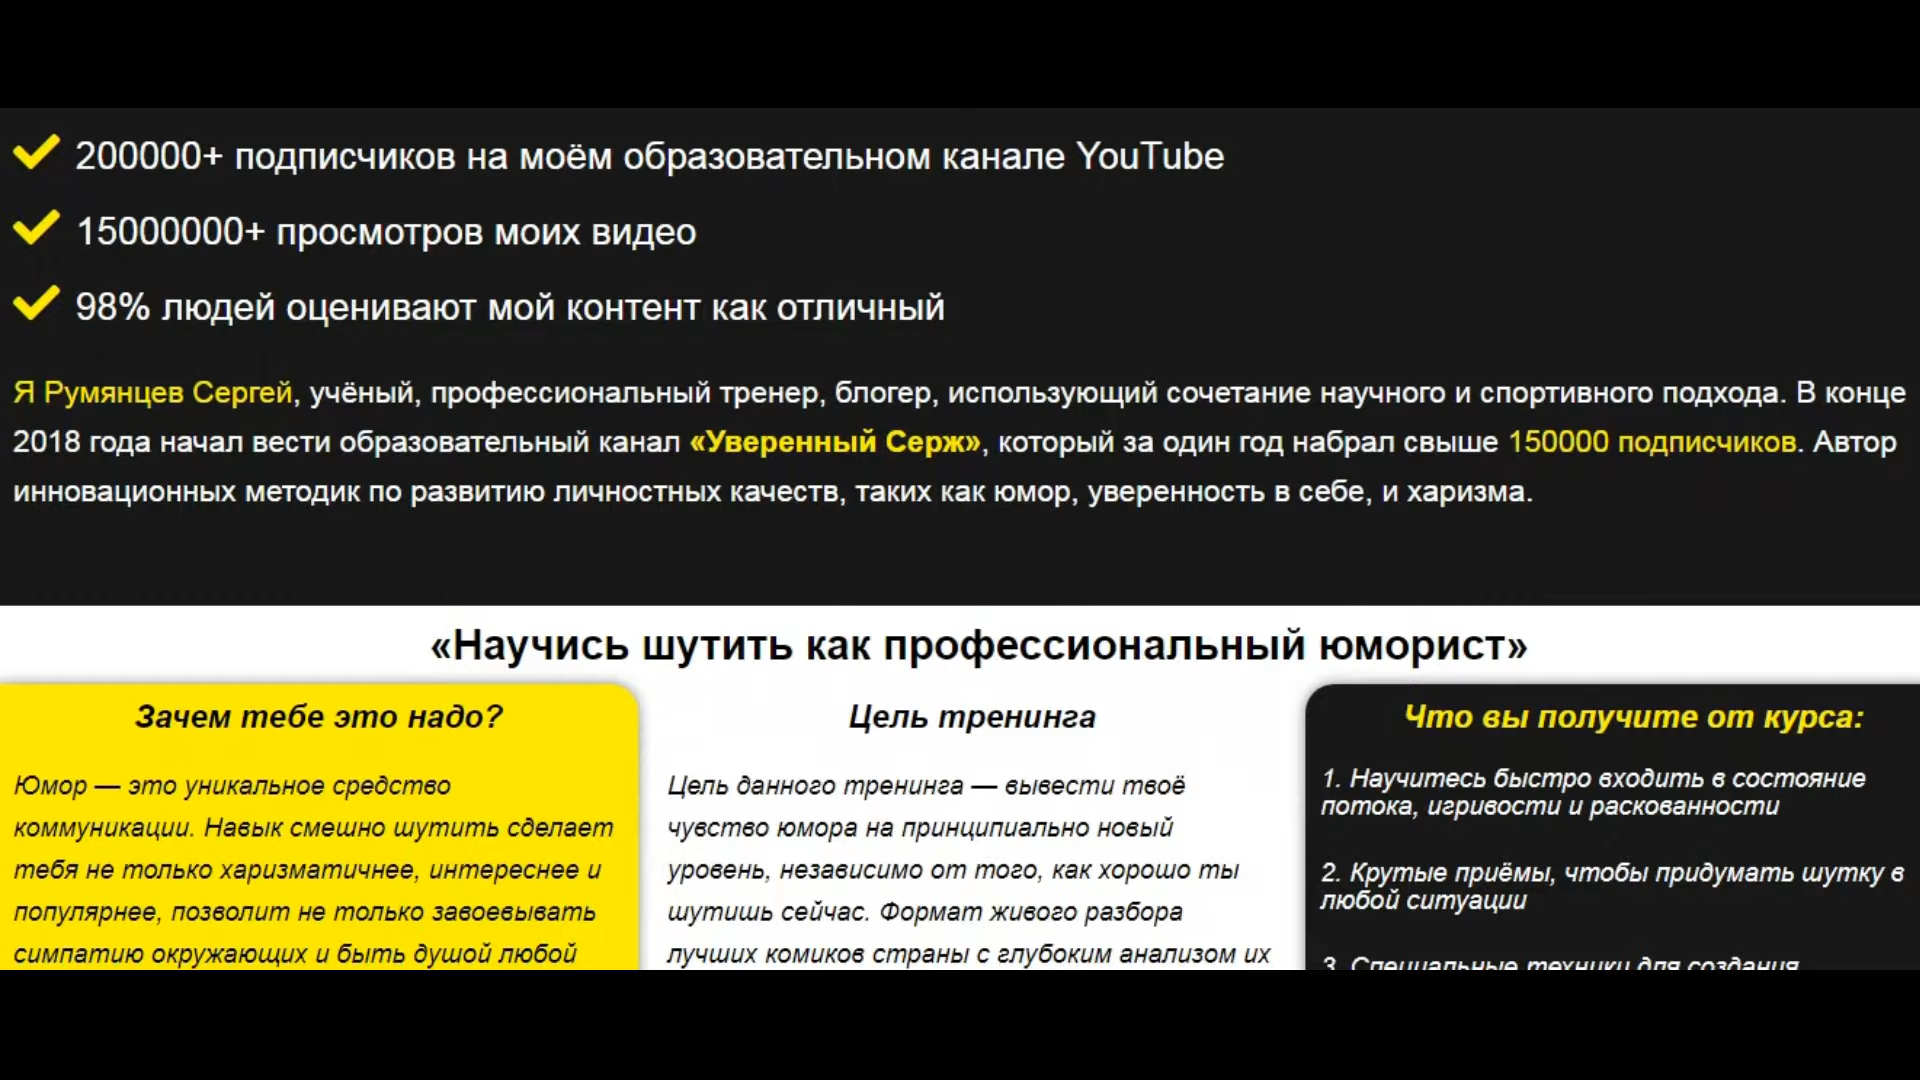 200000+ подписчиков на моём образовательном канале YouTube
15000000+ просмотров моих видео
98% людей оценивают мой контент как отличный
Я Румянцев Сергей, учёный, профессиональный тренер, блогер, использующий сочетание научного и спортивного подхода. В конце
2018 года начал вести образовательный канал «Уверенный Серж», который за один год набрал свыше 150000 подписчиков. Автор
инновационных методик по развитию личностных качеств, таких как юмор, уверенность в себе, и харизма.
«Научись шутить как профессиональный юморист»
Зачем тебе это надо?
Юмор — это уникальное средство
коммуникации. Навык смешно шутить сделает
тебя не только харизматичнее, интереснее и
популярнее, позволит не только завоевывать
симпатию окружающих и быть душой любой
Цель тренинга
Цель данного тренинга — вывести твоё
чувство юмора на принципиально новый
уровень, независимо от того, как хорошо ты
шутишь сейчас. Формат живого разбора
лучших комиков страны с глубоким анализом их
Что вы получите от курса:
1. Научитесь быстро входить в состояние
потока, игривости и раскованности
2. Крутые приёмы, чтобы придумать шутку в
любой ситуации
3. Специальные техники для создания